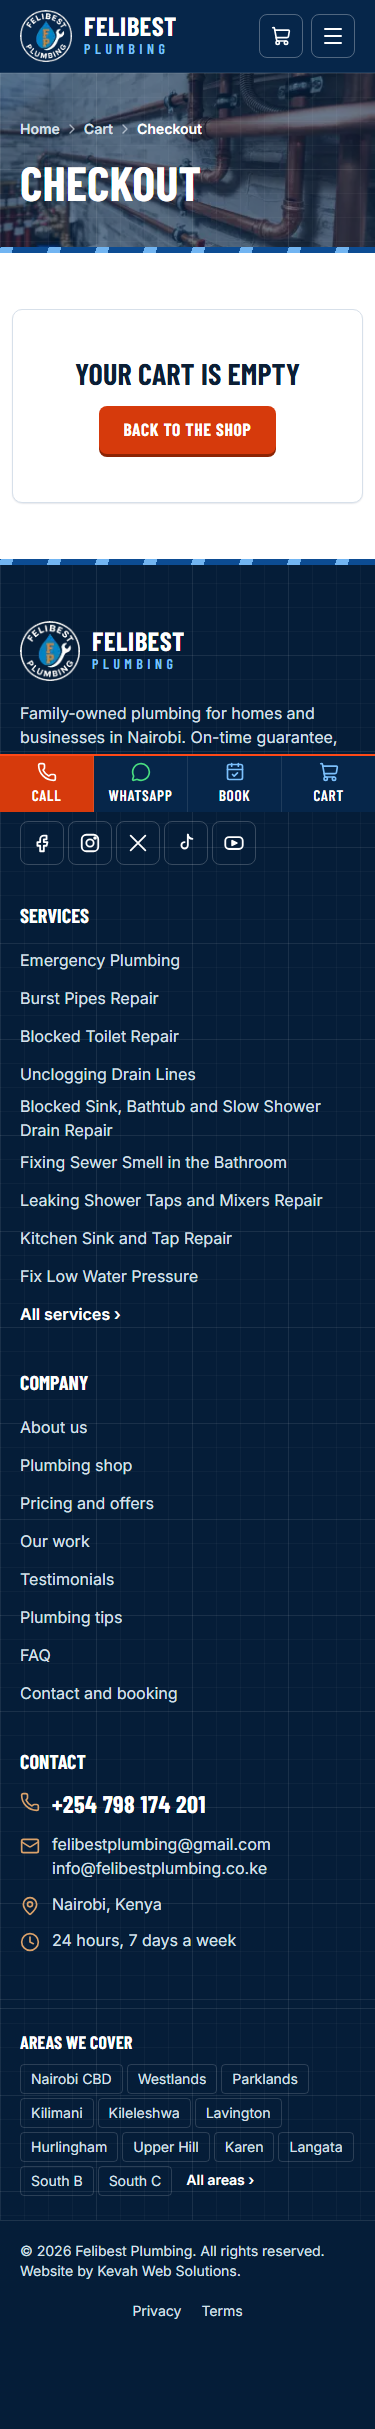 FELIBEST
PLUMBING
Home > Cart > Checkout
CHECKOUT
YOUR CART IS EMPTY
BACK TO THE SHOP
FELIBEST
PLUMBING
Family-owned plumbing for homes and
businesses in Nairobi. On-time guarantee,
CALL
WHATSAPP
BOOK
CART
SERVICES
Emergency Plumbing
Burst Pipes Repair
Blocked Toilet Repair
Unclogging Drain Lines
Blocked Sink, Bathtub and Slow Shower
Drain Repair
Fixing Sewer Smell in the Bathroom
Leaking Shower Taps and Mixers Repair
Kitchen Sink and Tap Repair
Fix Low Water Pressure
All services ›
COMPANY
About us
Plumbing shop
Pricing and offers
Our work
Testimonials
Plumbing tips
FAQ
Contact and booking
CONTACT
+254 798 174 201
felibestplumbing@gmail.com
info@felibestplumbing.co.ke
Nairobi, Kenya
24 hours, 7 days a week
AREAS WE COVER
Nairobi CBD Westlands Parklands
Kilimani Kileleshwa Lavington
Hurlingham Upper Hill Karen Langata
South B South C All areas ›
© 2026 Felibest Plumbing. All rights reserved.
Website by Kevah Web Solutions.
Privacy Terms